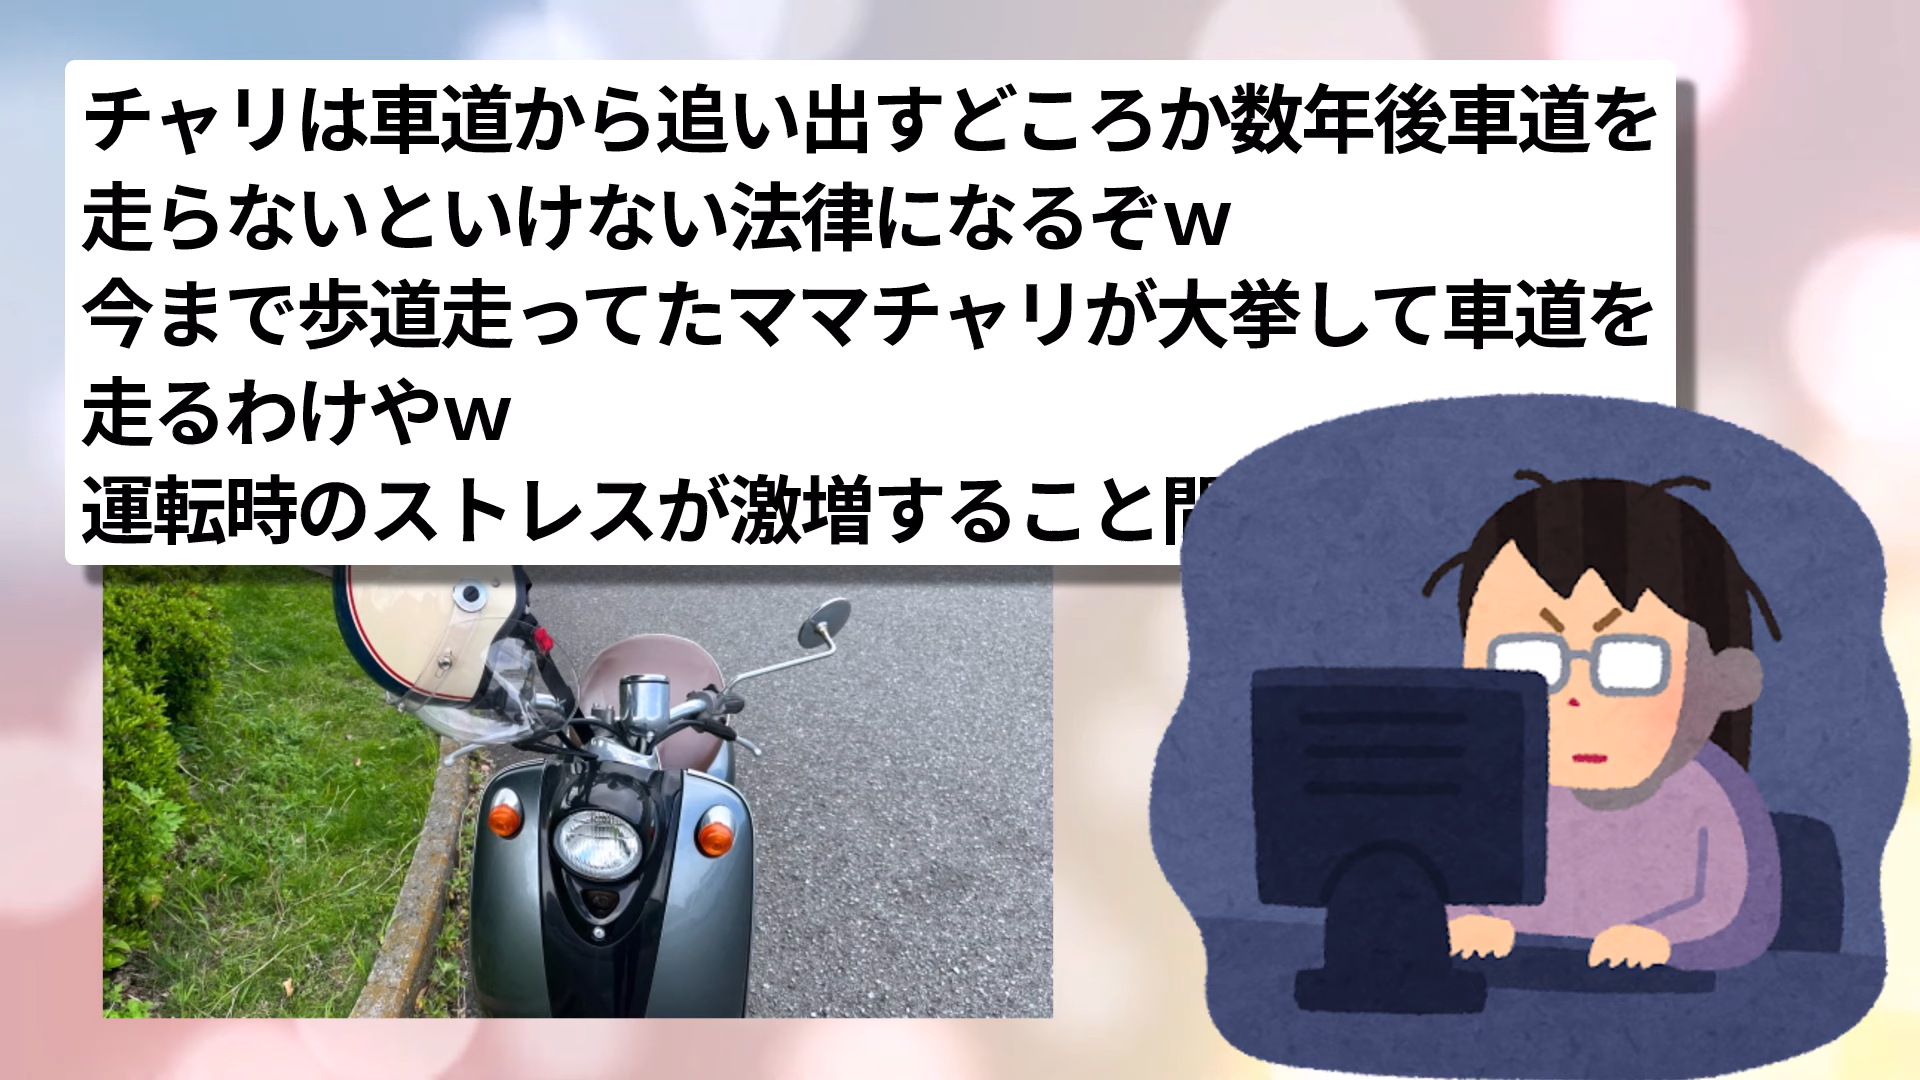 チャリは車道から追い出すどころか数年後車道を
走らないといけない法律になるぞｗ
今まで歩道走ってたママチャリが大挙して車道を
走るわけやｗ
運転時のストレスが激増すること